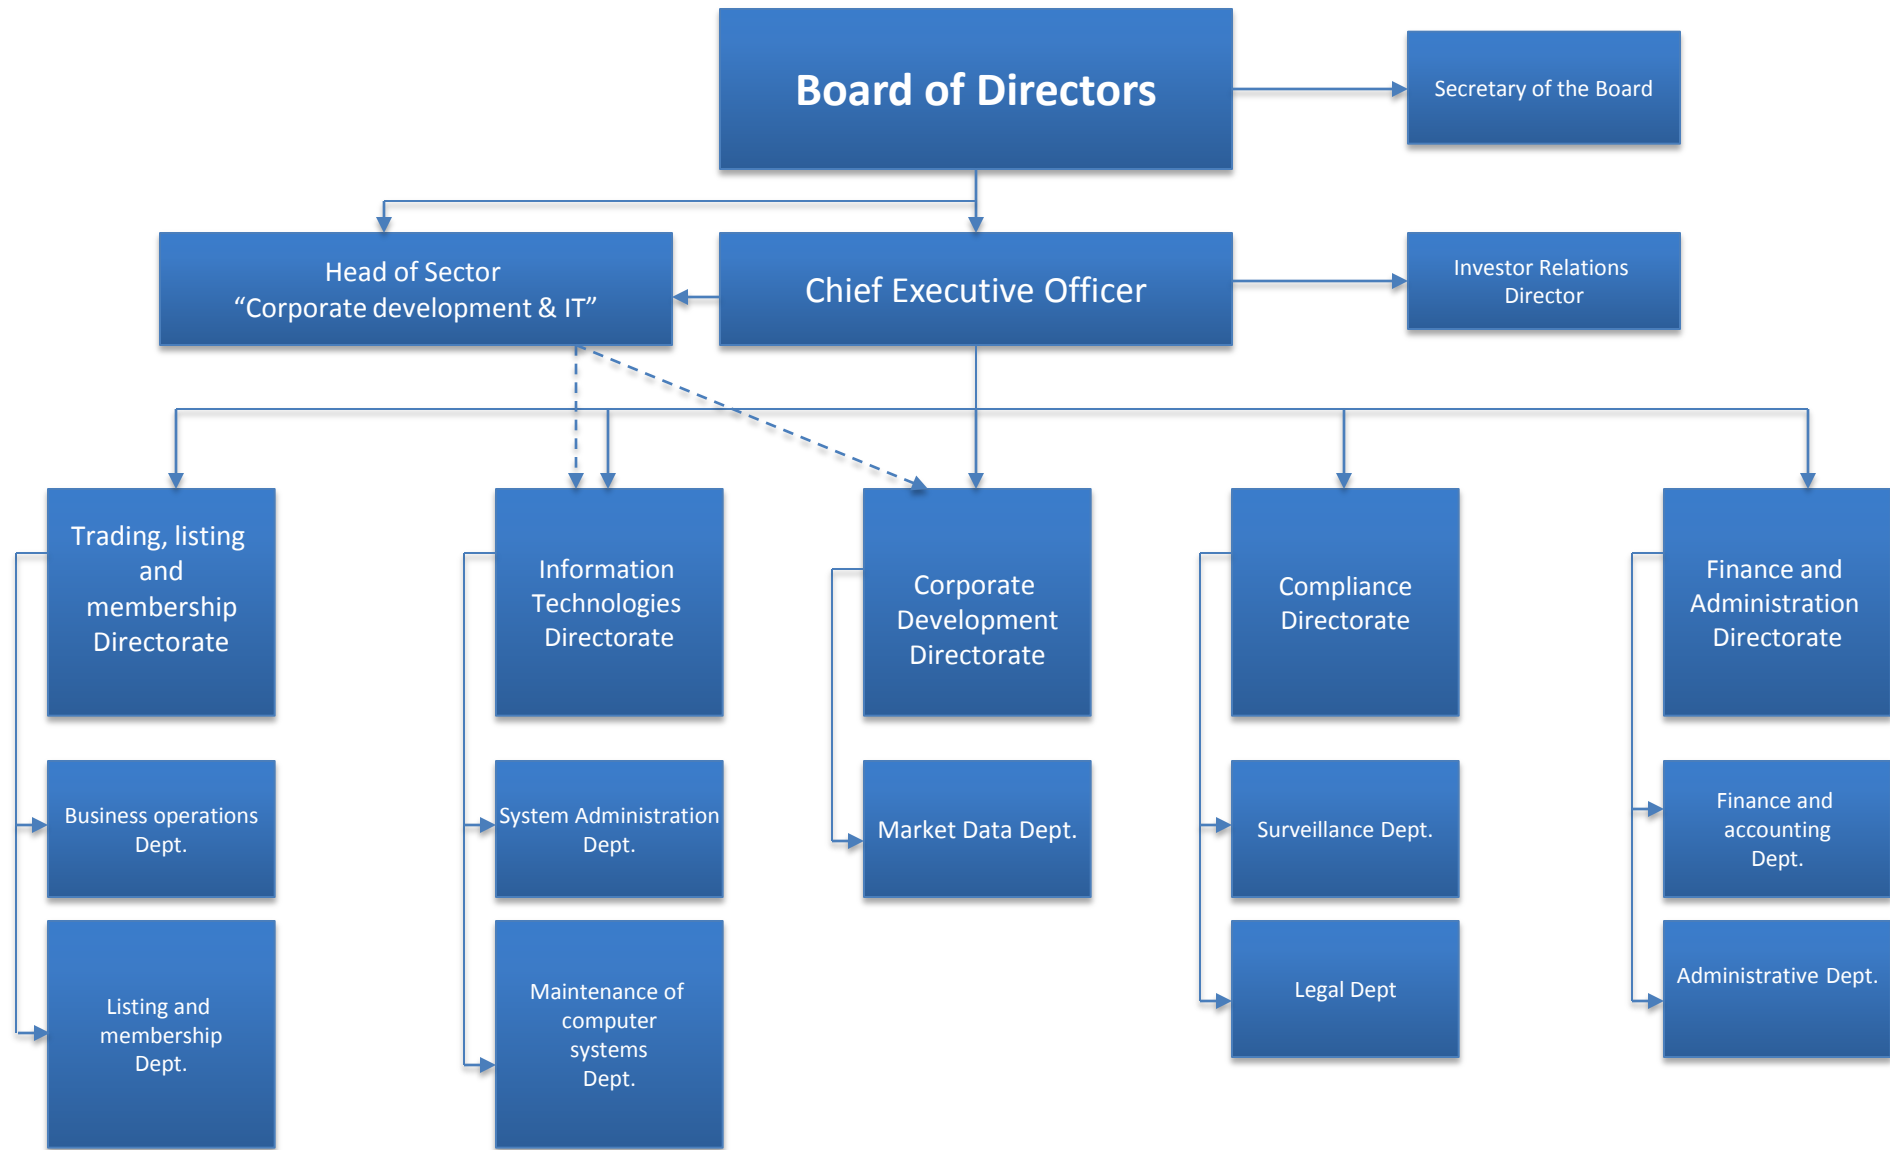 Board of Directors
Secretary of the Board
Head of Sector
“Corporate development & IT”
Chief Executive Officer
Investor Relations
Director
Trading, listing
and
membership
Directorate
Information
Technologies
Directorate
Corporate
Development
Directorate
Compliance
Directorate
Finance and
Administration
Directorate
Business operations
Dept.
System Administration
Dept.
Market Data Dept.
Surveillance Dept.
Finance and
accounting
Dept.
Listing and
membership
Dept.
Maintenance of
computer
systems
Dept.
Legal Dept
Administrative Dept.